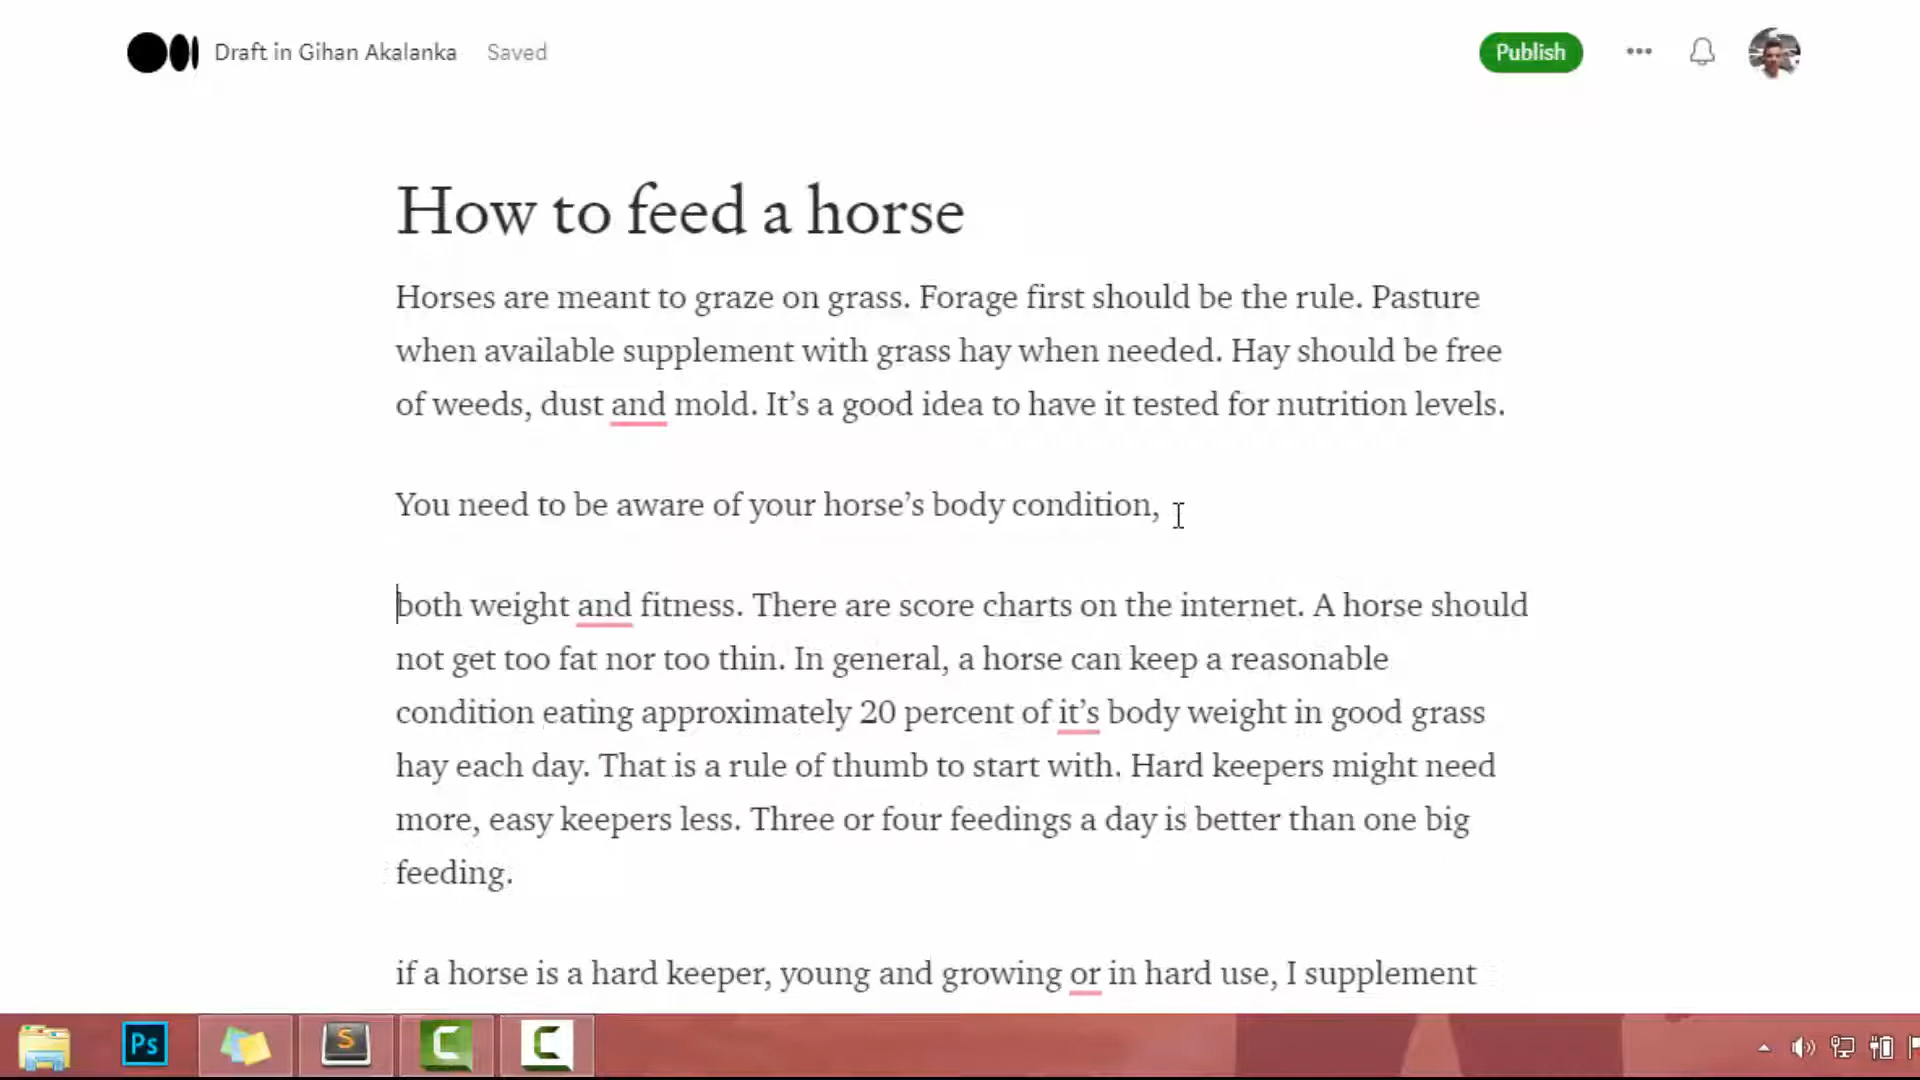 Draft in Gihan Akalanka Saved Publish
How to feed a horse
Horses are meant to graze on grass. Forage first should be the rule. Pasture
when available supplement with grass hay when needed. Hay should be free
of weeds, dust and mold. It’s a good idea to have it tested for nutrition levels.
You need to be aware of your horse’s body condition,
both weight and fitness. There are score charts on the internet. A horse should
not get too fat nor too thin. In general, a horse can keep a reasonable
condition eating approximately 20 percent of it’s body weight in good grass
hay each day. That is a rule of thumb to start with. Hard keepers might need
more, easy keepers less. Three or four feedings a day is better than one big
feeding.
if a horse is a hard keeper, young and growing or in hard use, I supplement
Ps
S
C
C